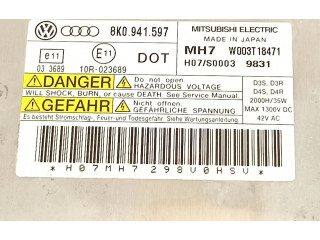 8K0.941.597
MITSUBISHI ELECTRIC
MADE IN JAPAN
e11
E11
DOT
MH7 W003T18471
03 3689
10R-023689
H07/S0003 9831
DANGER Do not open.
HAZARDOUS VOLTAGE
WILL SHOCK, BURN, or cause DEATH. See Service Manual
GEFAHR Nicht öffnen.
GEFÄHRLICHE SPANNUNG
Es besteht Stromschlag-, Feuer-und Todesgefahr. Siehe Wartungsanleitung
D3S, D3R
D4S, D4R
2000H/35W
MAX 1300V DC
42V AC
* H07MH7298V0HSV *